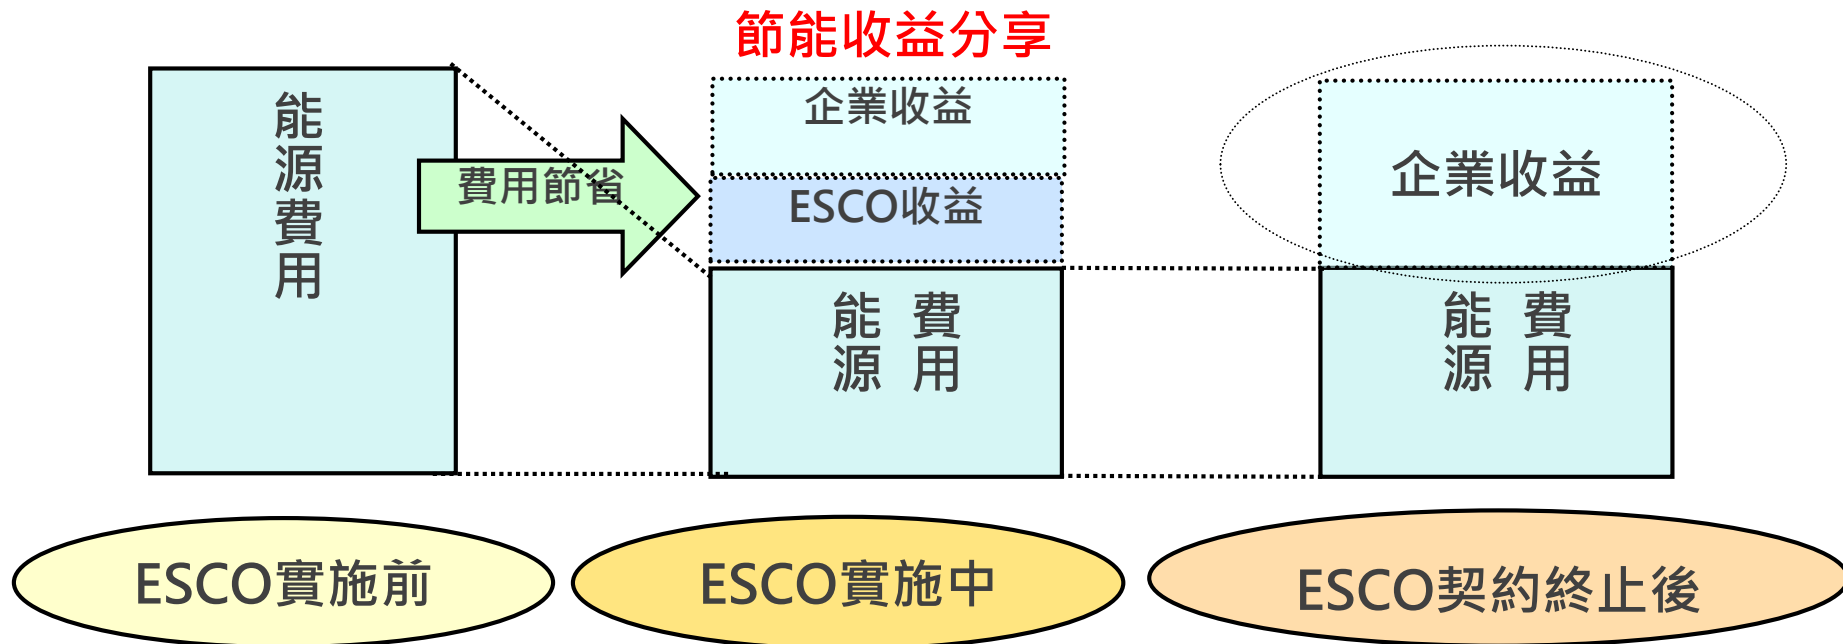 節能收益分享
能源費用
費用節省
企業收益
ESCO收益
能源費用
企業收益
能源費用
ESCO實施前
ESCO實施中
ESCO契約終止後